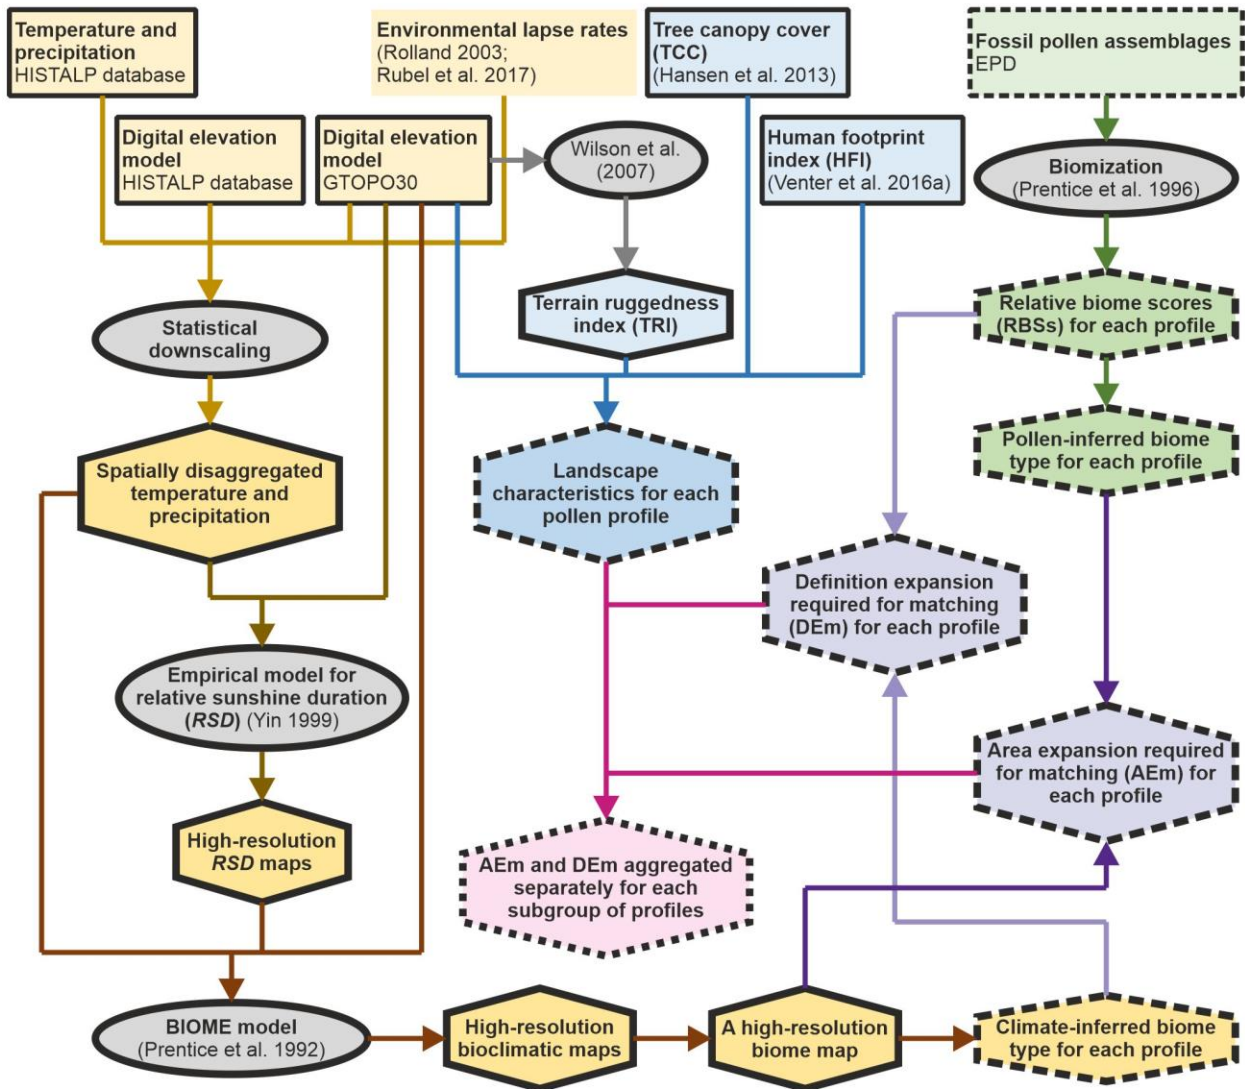 Temperature and
precipitation
HISTALP database
Environmental lapse rates
(Rolland 2003;
Rubel et al. 2017)
Tree canopy cover
(TCC)
(Hansen et al. 2013)
Fossil pollen assemblages
EPD
Digital elevation
model
HISTALP database
Digital elevation
model
GTOPO30
Wilson et al.
(2007)
Human footprint
index (HFI)
(Venter et al. 2016a)
Biomization
(Prentice et al. 1996)
Statistical
downscaling
Terrain ruggedness
index (TRI)
Relative biome scores
(RBSs) for each profile
Pollen-inferred biome
type for each profile
Spatially disaggregated
temperature and
precipitation
Landscape
characteristics for each
pollen profile
Definition expansion
required for matching
(DEm) for each profile
Empirical model for
relative sunshine duration
(RSD) (Yin 1999)
Area expansion required
for matching (AEm) for
each profile
High-resolution
RSD maps
AEm and DEm aggregated
separately for each
subgroup of profiles
BIOME model
(Prentice et al. 1992)
High-resolution
bioclimatic maps
A high-resolution
biome map
Climate-inferred biome
type for each profile